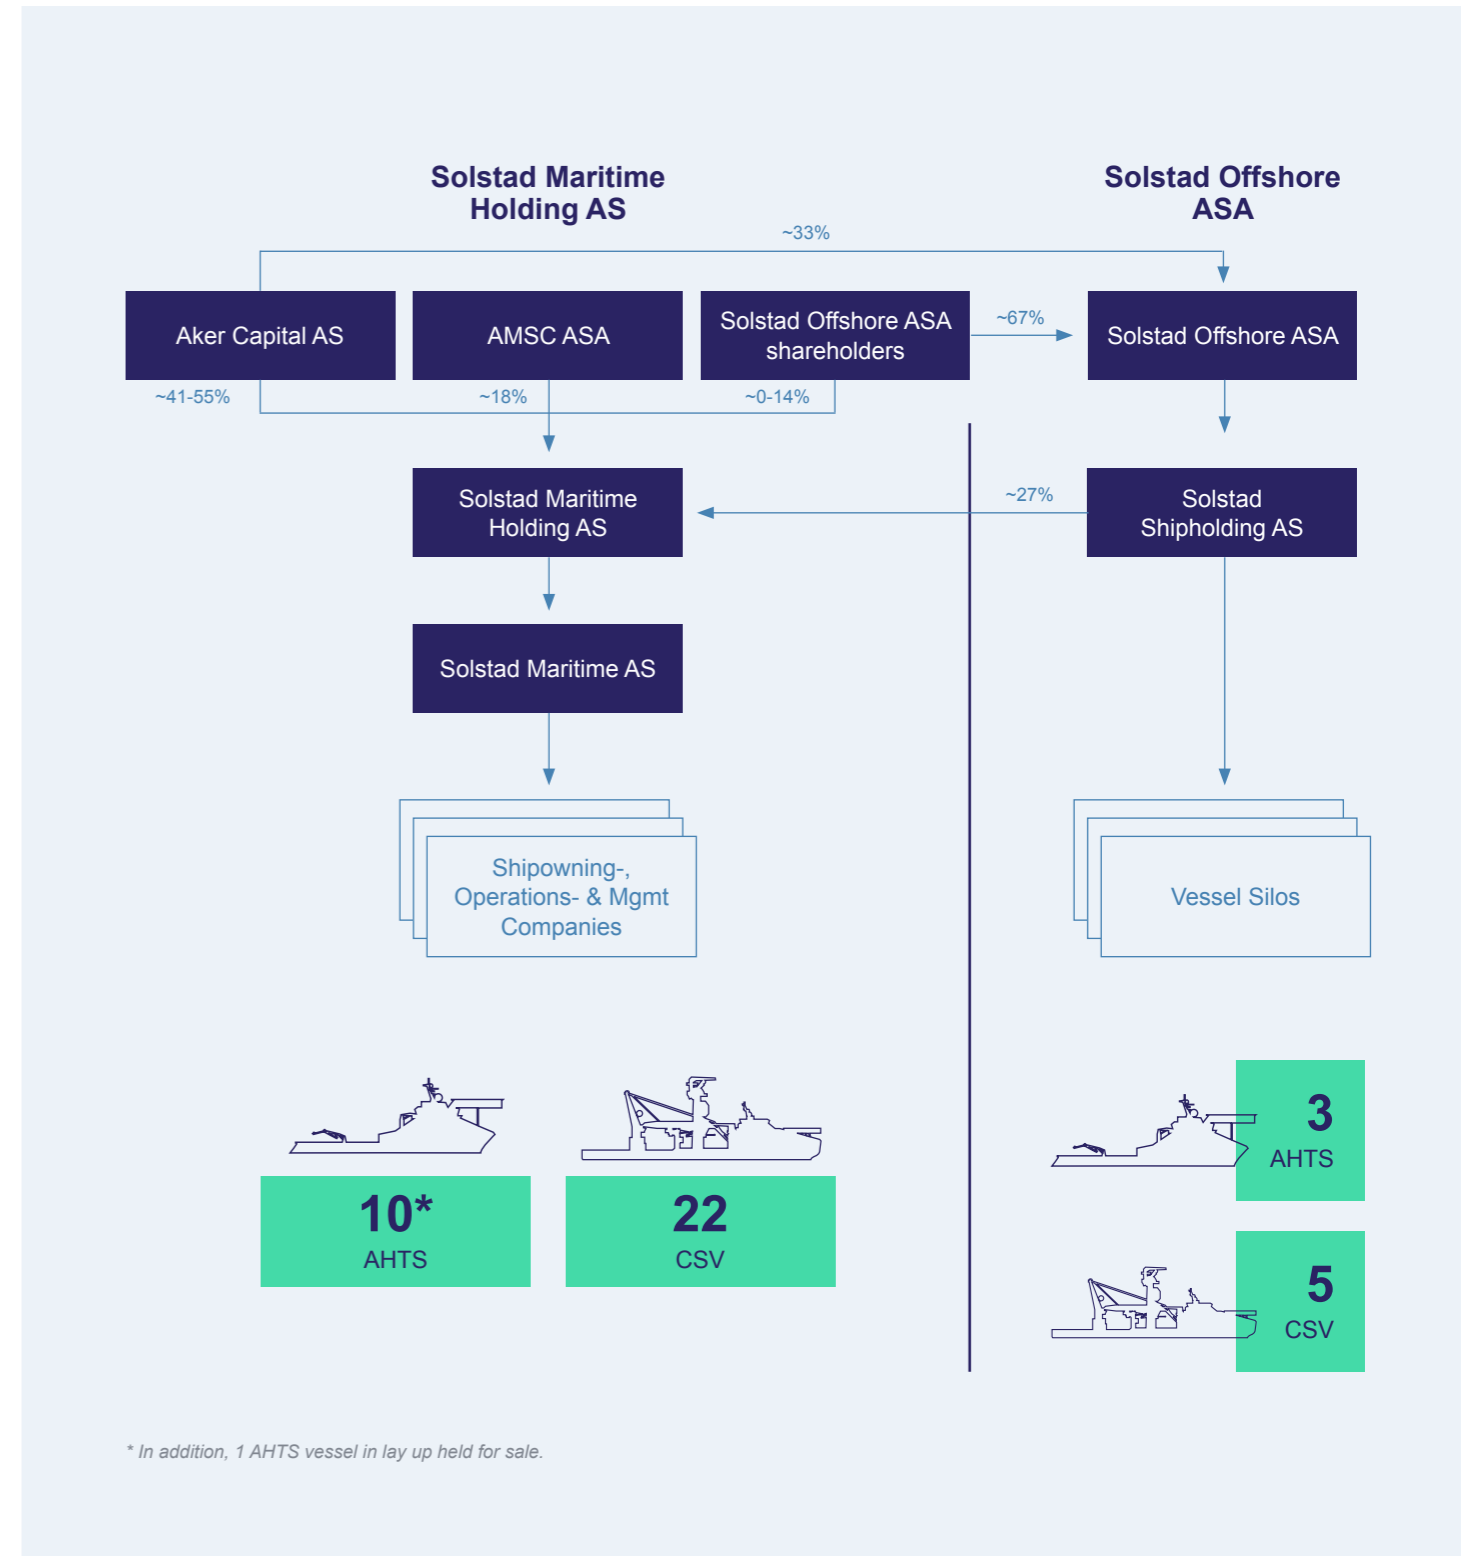 Solstad Maritime
Holding AS
Solstad Offshore
ASA
~33%
Aker Capital AS
AMSC ASA
Solstad Offshore ASA
shareholders
~67%
Solstad Offshore ASA
~41-55%
~18%
~0-14%
Solstad Maritime
Holding AS
~27%
Solstad
Shipholding AS
Solstad Maritime AS
Shipowning-,
Operations- & Mgmt
Companies
Vessel Silos
10*
AHTS
22
CSV
3
AHTS
5
CSV
* In addition, 1 AHTS vessel in lay up held for sale.